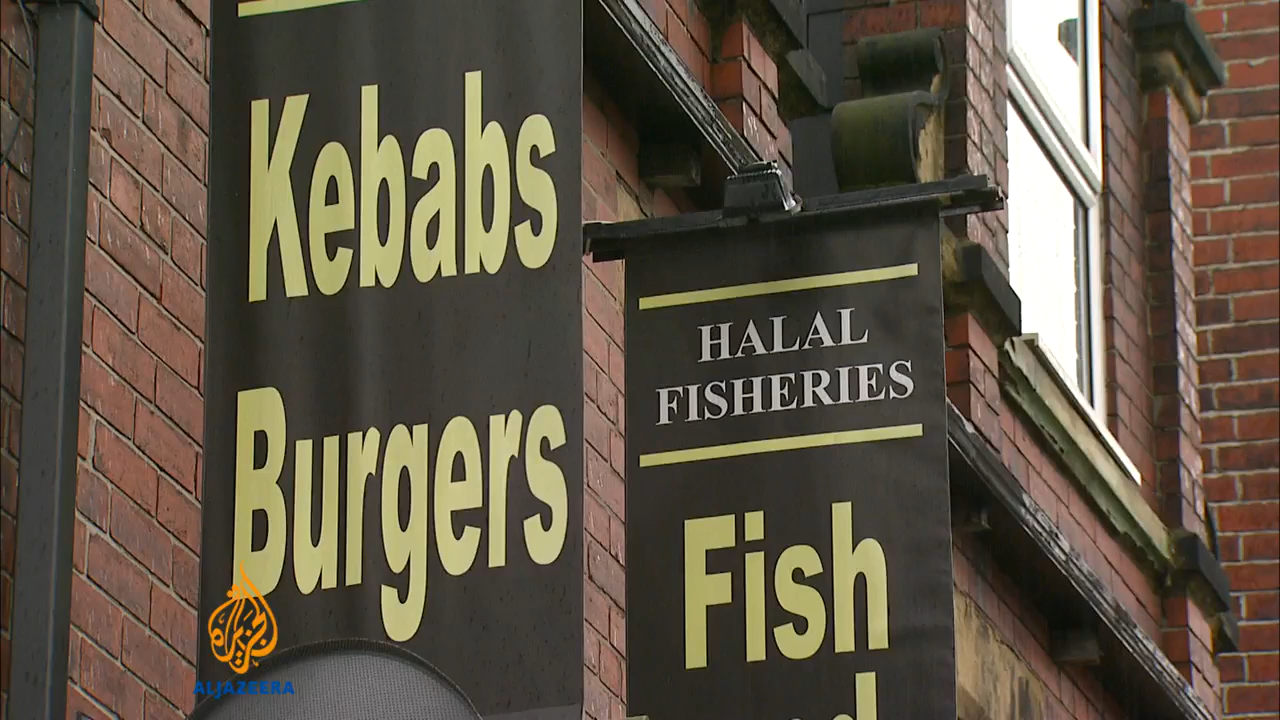 Kebabs
Burgers
HALAL
FISHERIES
Fish
الجزيرة
ALJAZEERA